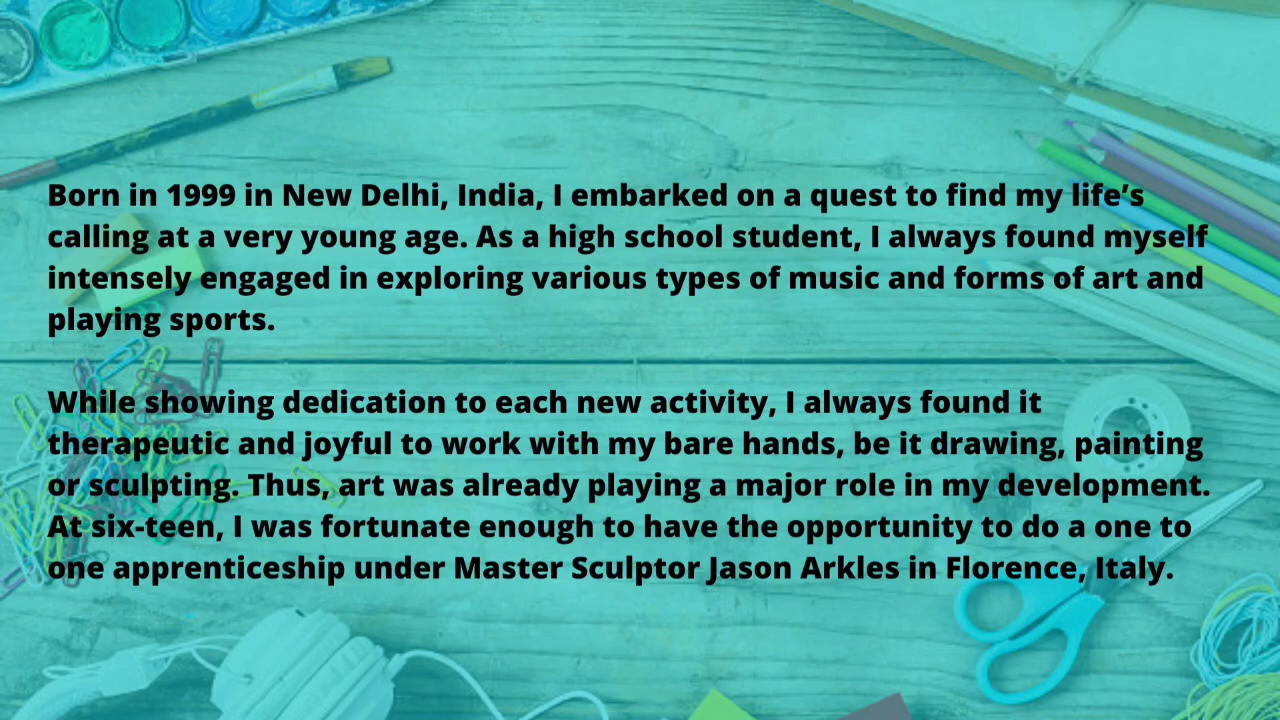 Born in 1999 in New Delhi, India, I embarked on a quest to find my life’s
calling at a very young age. As a high school student, I always found myself
intensely engaged in exploring various types of music and forms of art and
playing sports.
While showing dedication to each new activity, I always found it
therapeutic and joyful to work with my bare hands, be it drawing, painting
or sculpting. Thus, art was already playing a major role in my development.
At six-teen, I was fortunate enough to have the opportunity to do a one to
one apprenticeship under Master Sculptor Jason Arkles in Florence, Italy.